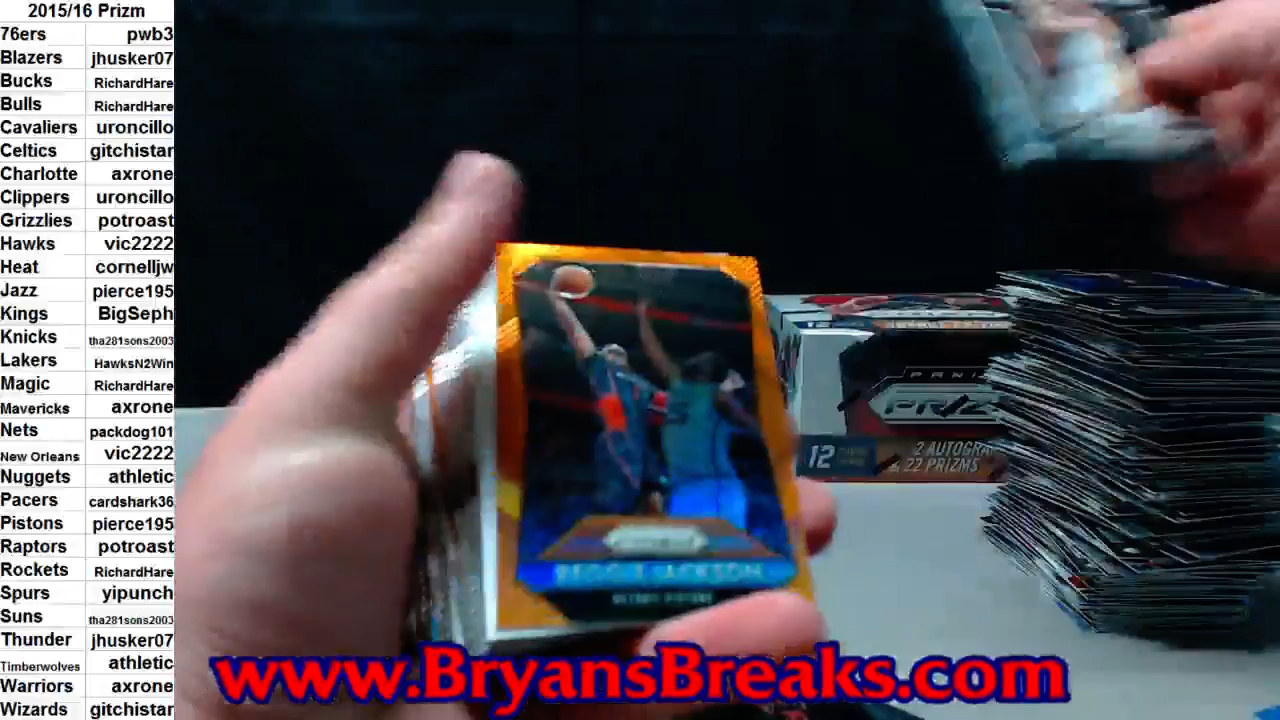 2015/16 Prizm
76ers pwb3
Blazers jhusker07
Bucks RichardHare
Bulls RichardHare
Cavaliers uroncillo
Celtics gitchistar
Charlotte axrone
Clippers uroncillo
Grizzlies potroast
Hawks vic2222
Heat cornelljw
Jazz pierce195
Kings BigSeph
Knicks tha281sons2003
Lakers HawksN2Win
Magic RichardHare
Mavericks axrone
Nets packdog101
New Orleans vic2222
Nuggets athletic
Pacers cardshark36
Pistons pierce195
Raptors potroast
Rockets RichardHare
Spurs yipunch
Suns tha281sons2003
Thunder jhusker07
Timberwolves athletic
Warriors axrone
Wizards gitchistar
REGGIE JACKSON
DETROIT PISTONS
PANI
PRIZ
12
2 AUTOGRA
22 PRIZMS
www.BryansBreaks.com